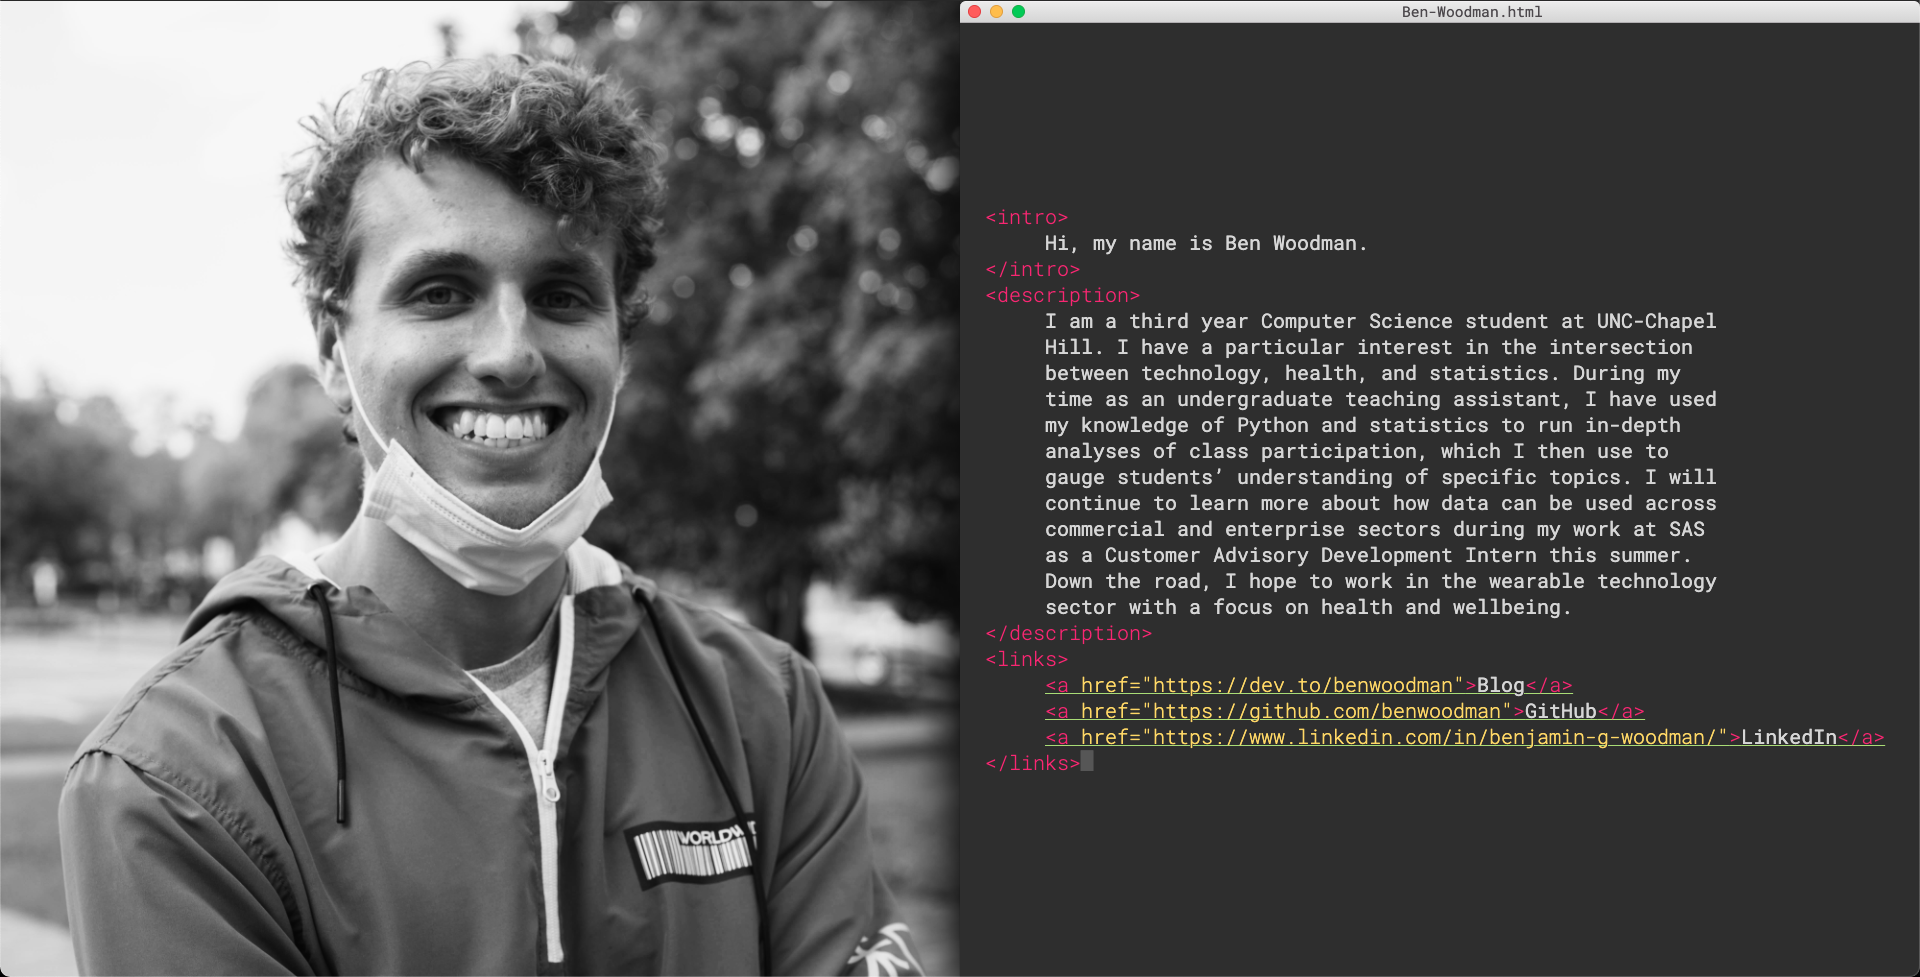 Ben-Woodman.html
<intro>
Hi, my name is Ben Woodman.
</intro>
<description>
I am a third year Computer Science student at UNC-Chapel
Hill. I have a particular interest in the intersection
between technology, health, and statistics. During my
time as an undergraduate teaching assistant, I have used
my knowledge of Python and statistics to run in-depth
analyses of class participation, which I then use to
gauge students’ understanding of specific topics. I will
continue to learn more about how data can be used across
commercial and enterprise sectors during my work at SAS
as a Customer Advisory Development Intern this summer.
Down the road, I hope to work in the wearable technology
sector with a focus on health and wellbeing.
</description>
<links>
<a href="https://dev.to/benwoodman">Blog</a>
<a href="https://github.com/benwoodman">GitHub</a>
<a href="https://www.linkedin.com/in/benjamin-g-woodman/">LinkedIn</a>
</links>